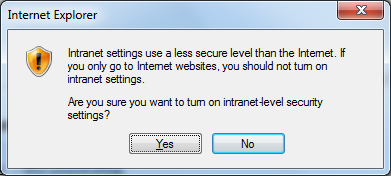 Internet Explorer
Intranet settings use a less secure level than the Internet. If
you only go to Internet websites, you should not turn on
intranet settings.
Are you sure you want to turn on intranet-level security
settings?
Yes
No